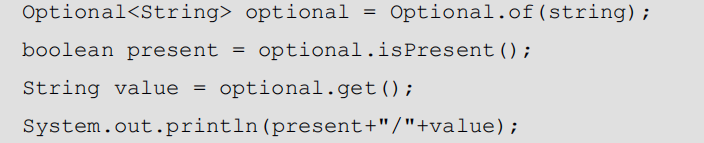 Optional<String> optional = Optional.of(string);
boolean present = optional.isPresent();
String value = optional.get();
System.out.println(present+"/"+value);